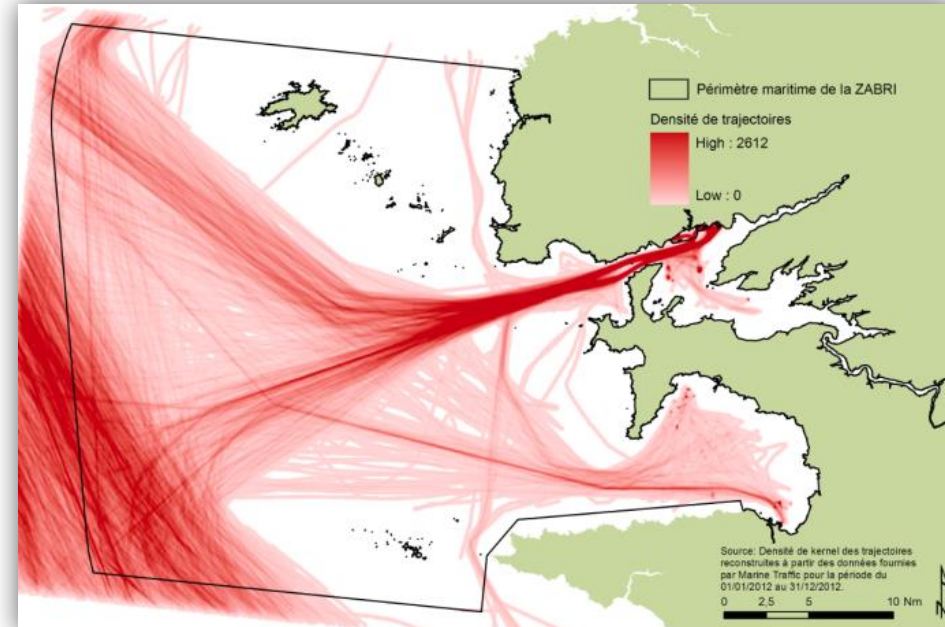 Périmètre maritime de la ZABRI
Densité de trajectoires
High : 2612
Low : 0
Source: Densité de kernel des trajectoires
reconstruites à partir des données fournies
par Marine Traffic pour la période du
01/01/2012 au 31/12/2012.
0 2,5 5 10 Nm
N